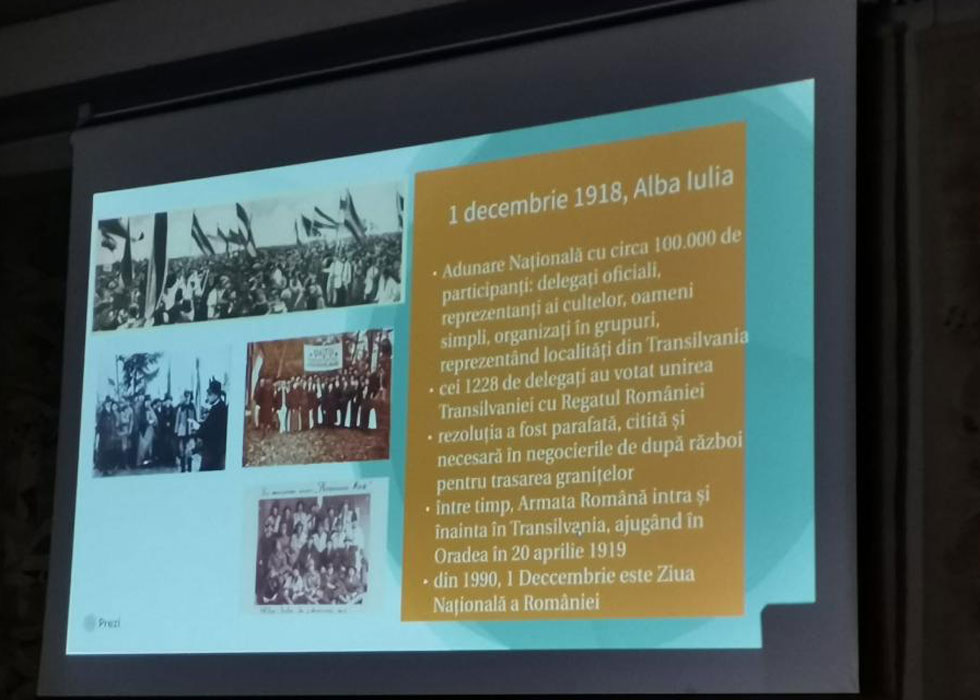 1 decembrie 1918, Alba Iulia
• Adunare Națională cu circa 100.000 de
participanți: delegați oficiali,
reprezentanți ai cultelor, oameni
simpli, organizați în grupuri,
reprezentând localități din Transilvania
• cei 1228 de delegați au votat unirea
Transilvaniei cu Regatul României
• rezoluția a fost parafată, citită și
necesară în negocierile de după război
pentru trasarea granițelor
• între timp, Armata Română intra și
înainta în Transilvania, ajugând în
Oradea în 20 aprilie 1919
• din 1990, 1 Deccembrie este Ziua
Națională a României
Prezi